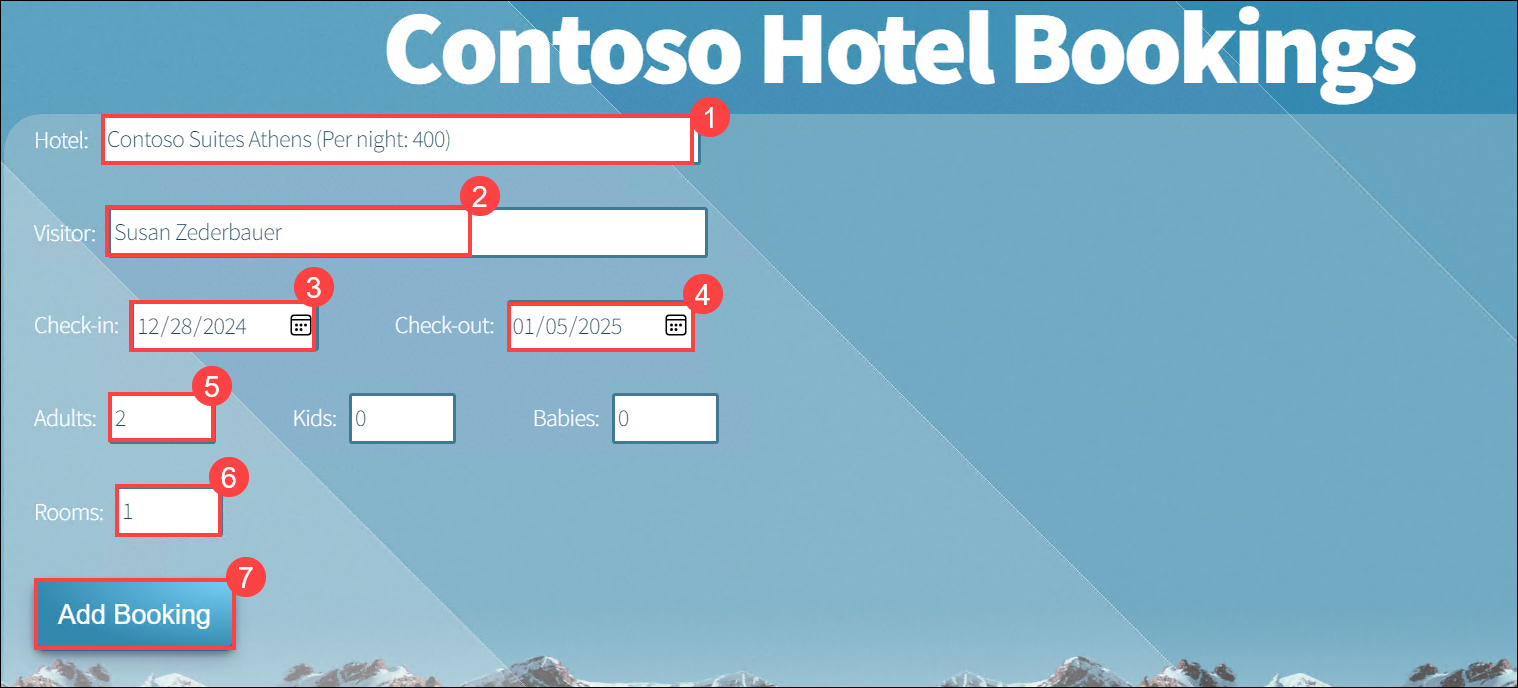 Contoso Hotel Bookings
1
Hotel: Contoso Suites Athens (Per night: 400)
2
Visitor: Susan Zederbauer
3 4
Check-in: 12/28/2024 Check-out: 01/05/2025
5
Adults: 2 Kids: 0 Babies: 0
6
Rooms: 1
7
Add Booking